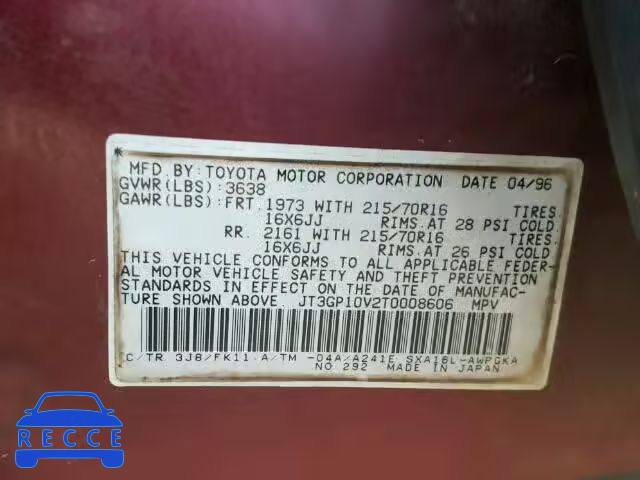 MFD.BY:TOYOTA MOTOR CORPORATION DATE 04/96
GVWR(LBS):3638
GAWR(LBS):FRT.1973 WITH 215/70R16 TIRES.
16X6JJ RIMS.AT 28 PSI COLD
RR. 2161 WITH 215/70R16 TIRES.
16X6JJ RIMS.AT 26 PSI COLD
THIS VEHICLE CONFORMS TO ALL APPLICABLE FEDER-
AL MOTOR VEHICLE SAFETY AND THEFT PREVENTION
STANDARDS IN EFFECT ON THE DATE OF MANUFAC-
TURE SHOWN ABOVE. JT3GP10V2T0008606 MPV
C/TR 3J8/FK11 A/TM -04A/A241E SXA16L-AWPGKA
NO.292 MADE IN JAPAN
RECCE